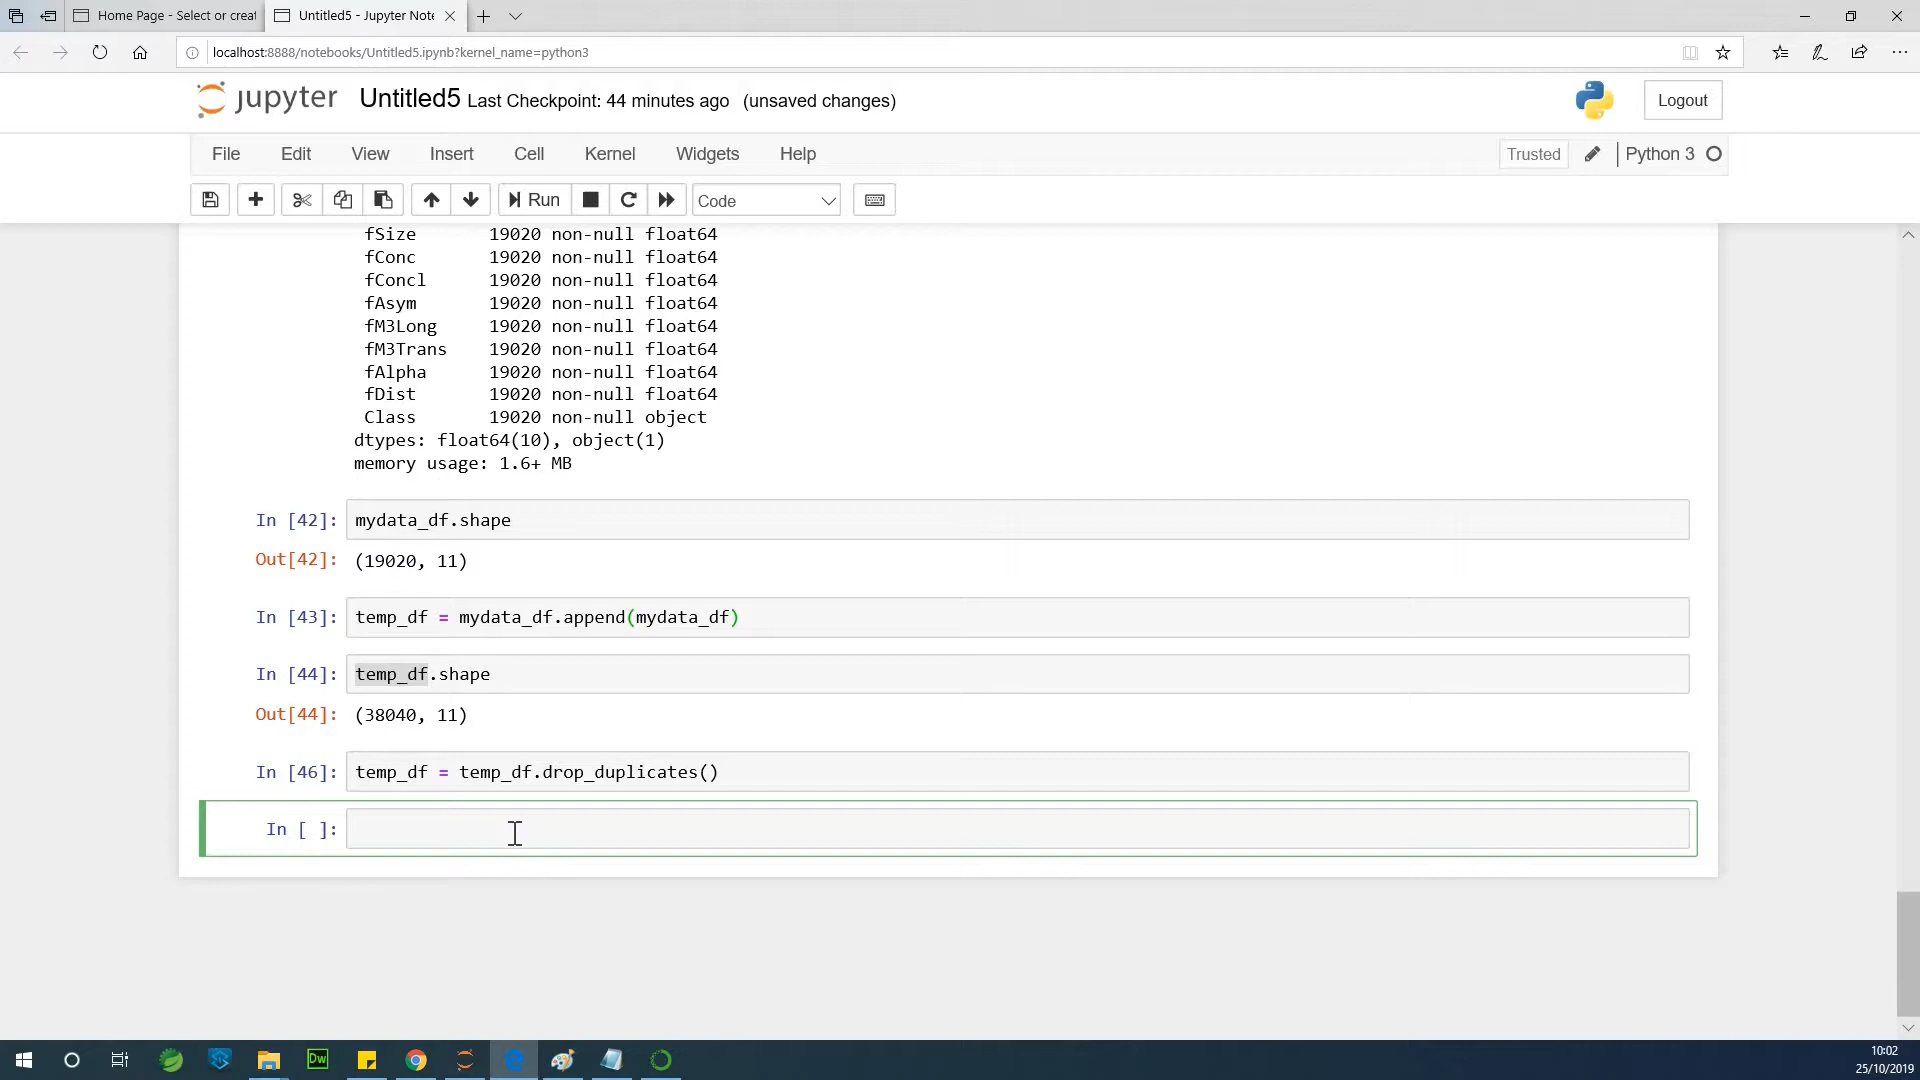 Home Page - Select or creat
Untitled5 - Jupyter Note
localhost:8888/notebooks/Untitled5.ipynb?kernel_name=python3
jupyter Untitled5 Last Checkpoint: 44 minutes ago (unsaved changes)
Logout
File Edit View Insert Cell Kernel Widgets Help
Trusted Python 3
Run Code
fSize 19020 non-null float64
fConc 19020 non-null float64
fConcl 19020 non-null float64
fAsym 19020 non-null float64
fM3Long 19020 non-null float64
fM3Trans 19020 non-null float64
fAlpha 19020 non-null float64
fDist 19020 non-null float64
Class 19020 non-null object
dtypes: float64(10), object(1)
memory usage: 1.6+ MB
In [42]: mydata_df.shape
Out[42]: (19020, 11)
In [43]: temp_df = mydata_df.append(mydata_df)
In [44]: temp_df.shape
Out[44]: (38040, 11)
In [46]: temp_df = temp_df.drop_duplicates()
In [ ]:
Dw
10:02
25/10/2019